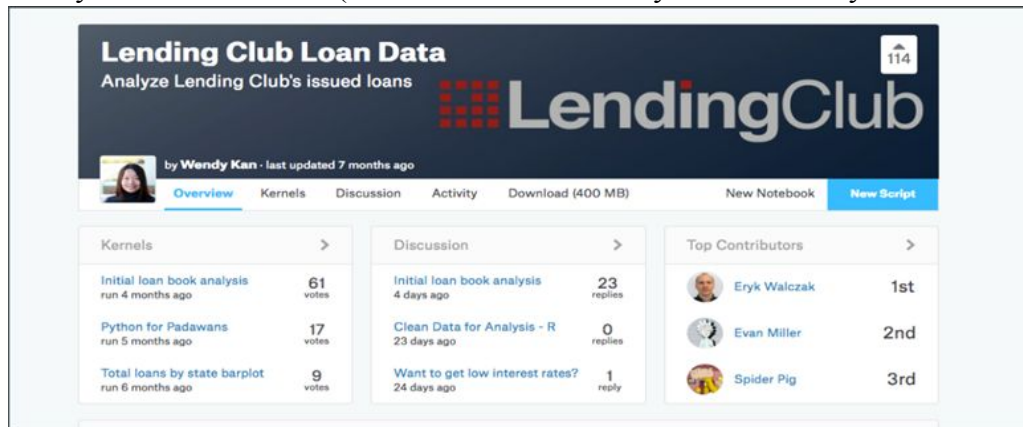 Lending Club Loan Data
Analyze Lending Club's issued loans
114
LendingClub
by Wendy Kan · last updated 7 months ago
Overview Kernels Discussion Activity Download (400 MB) New Notebook New Script
Kernels >
Initial loan book analysis 61
run 4 months ago votes
Python for Padawans 17
run 5 months ago votes
Total loans by state barplot 9
run 6 months ago votes
Discussion >
Initial loan book analysis 23
4 days ago replies
Clean Data for Analysis - R 0
23 days ago replies
Want to get low interest rates? 1
24 days ago reply
Top Contributors >
Eryk Walczak 1st
Evan Miller 2nd
Spider Pig 3rd